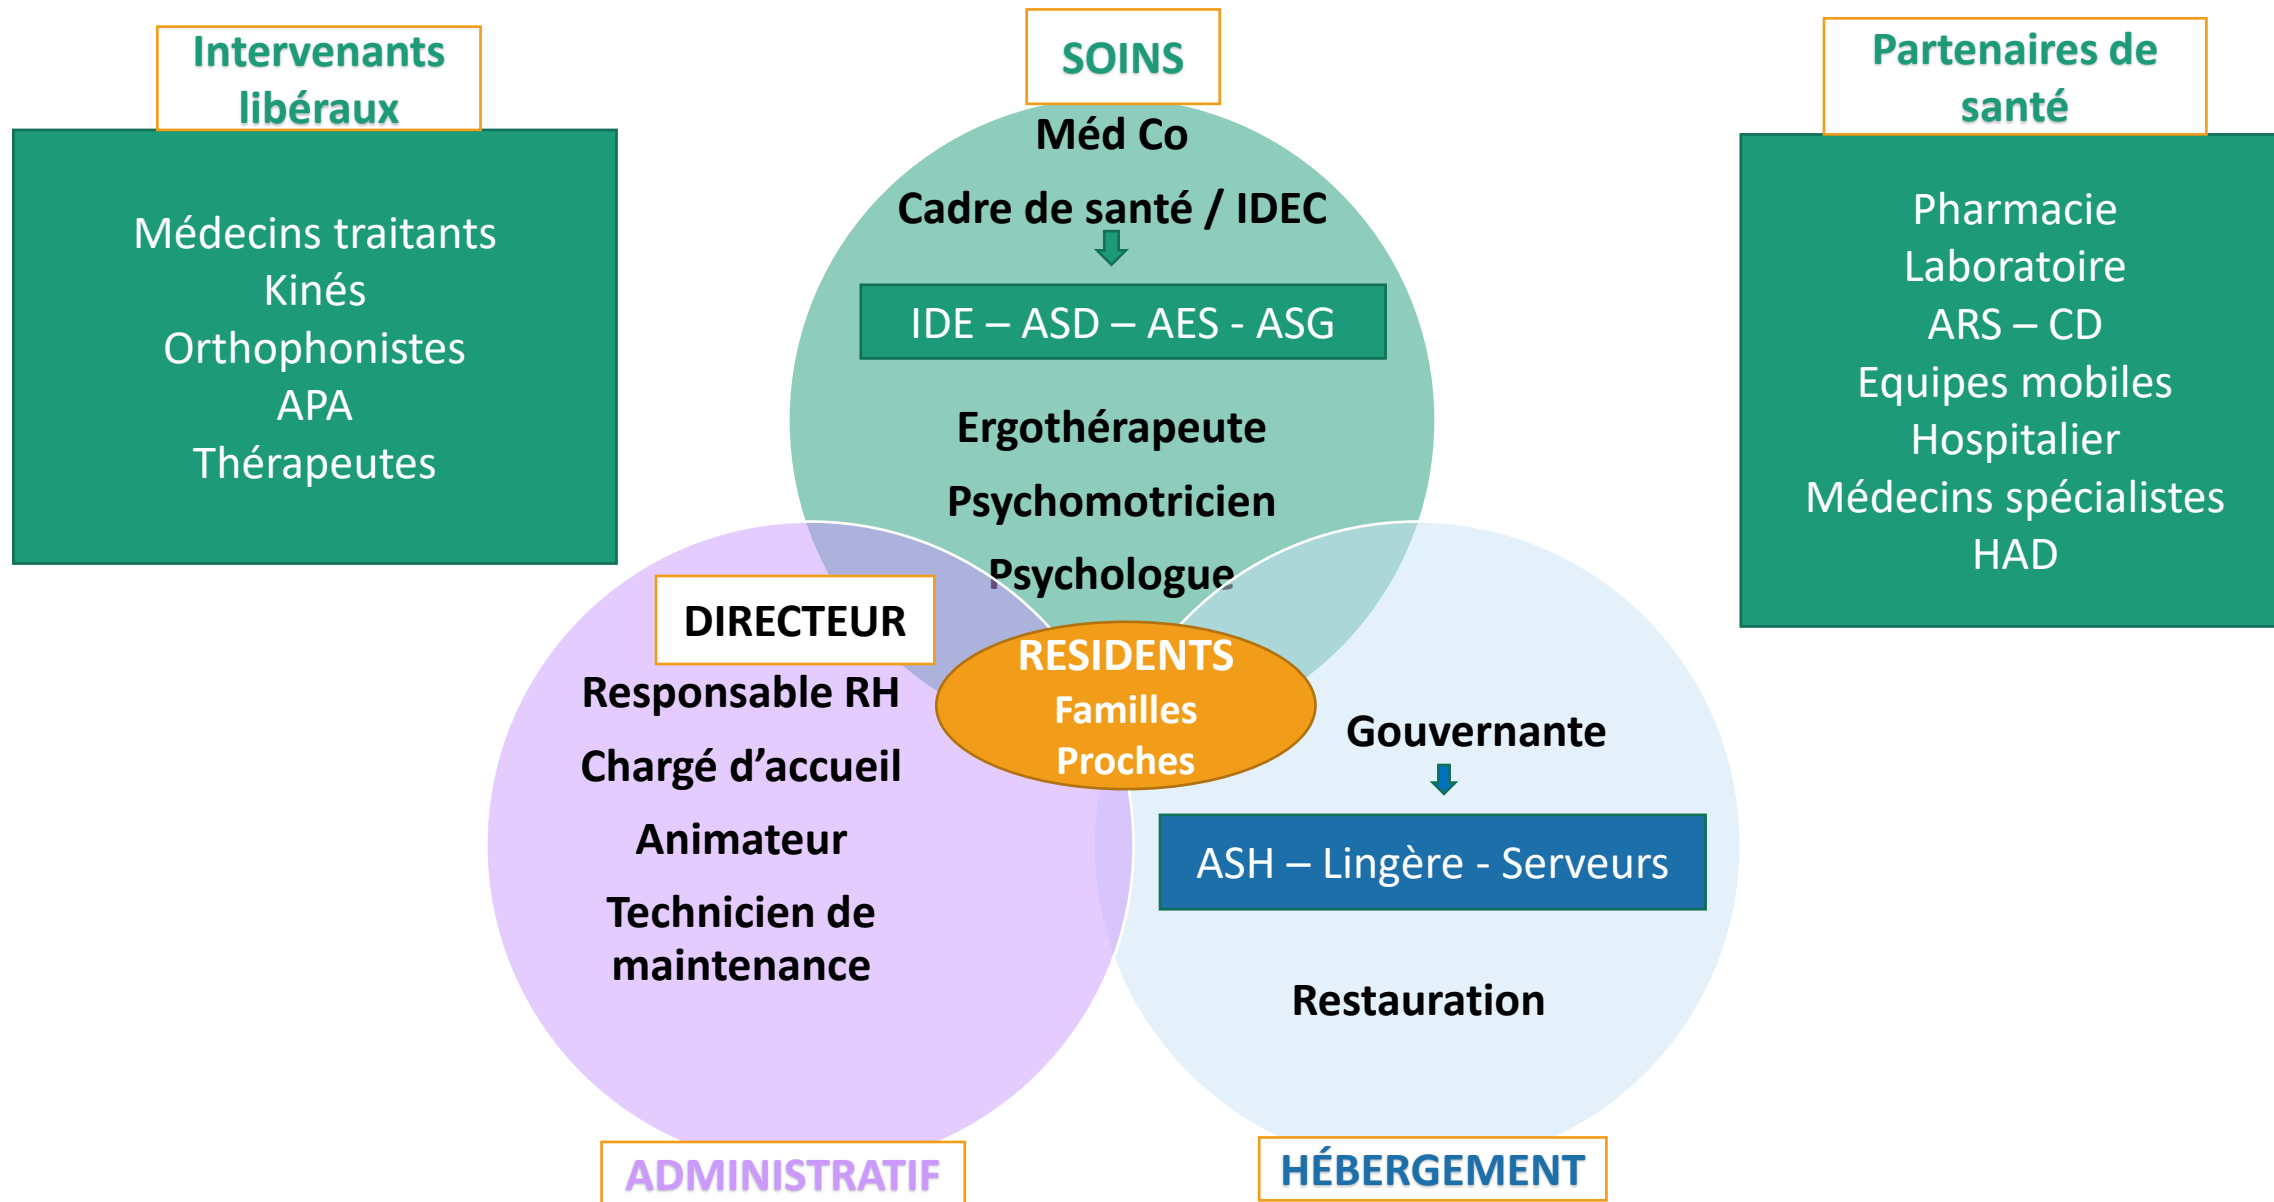 Intervenants
libéraux
Médecins traitants
Kinés
Orthophonistes
APA
Thérapeutes
SOINS
Méd Co
Cadre de santé / IDEC
IDE – ASD – AES - ASG
Ergothérapeute
Psychomotricien
Psychologue
Partenaires de
santé
Pharmacie
Laboratoire
ARS – CD
Equipes mobiles
Hospitalier
Médecins spécialistes
HAD
DIRECTEUR
Responsable RH
Chargé d’accueil
Animateur
Technicien de
maintenance
ADMINISTRATIF
RESIDENTS
Familles
Proches
Gouvernante
ASH – Lingère - Serveurs
Restauration
HÉBERGEMENT